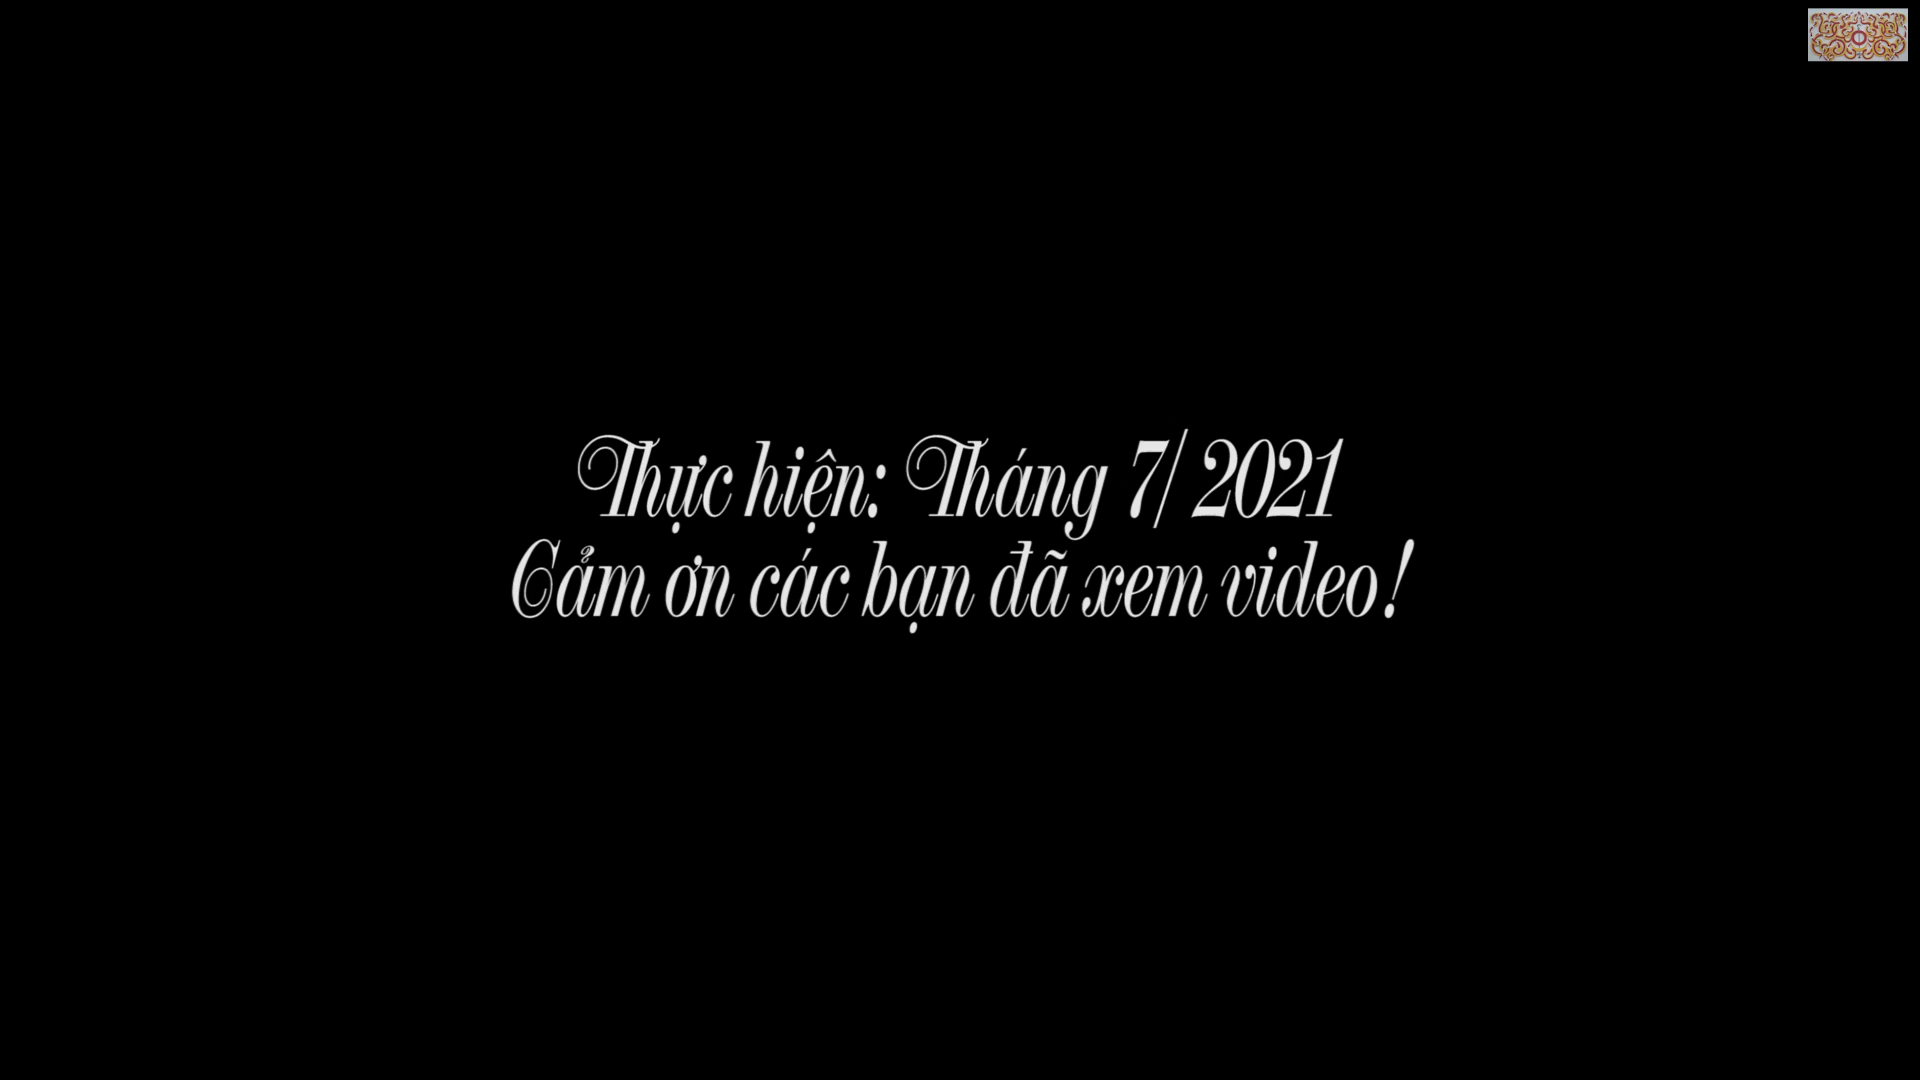 Thực hiện: Tháng 7/ 2021
Cảm ơn các bạn đã xem video!